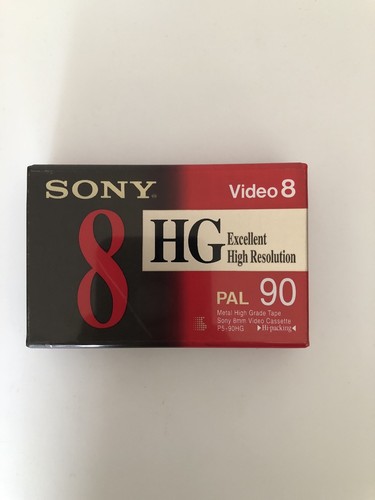 SONY
Video 8
8
HG
Excellent
High Resolution
PAL 90
Metal High Grade Tape
Sony 8mm Video Cassette
P5-90HG
▶Hi-packing◀